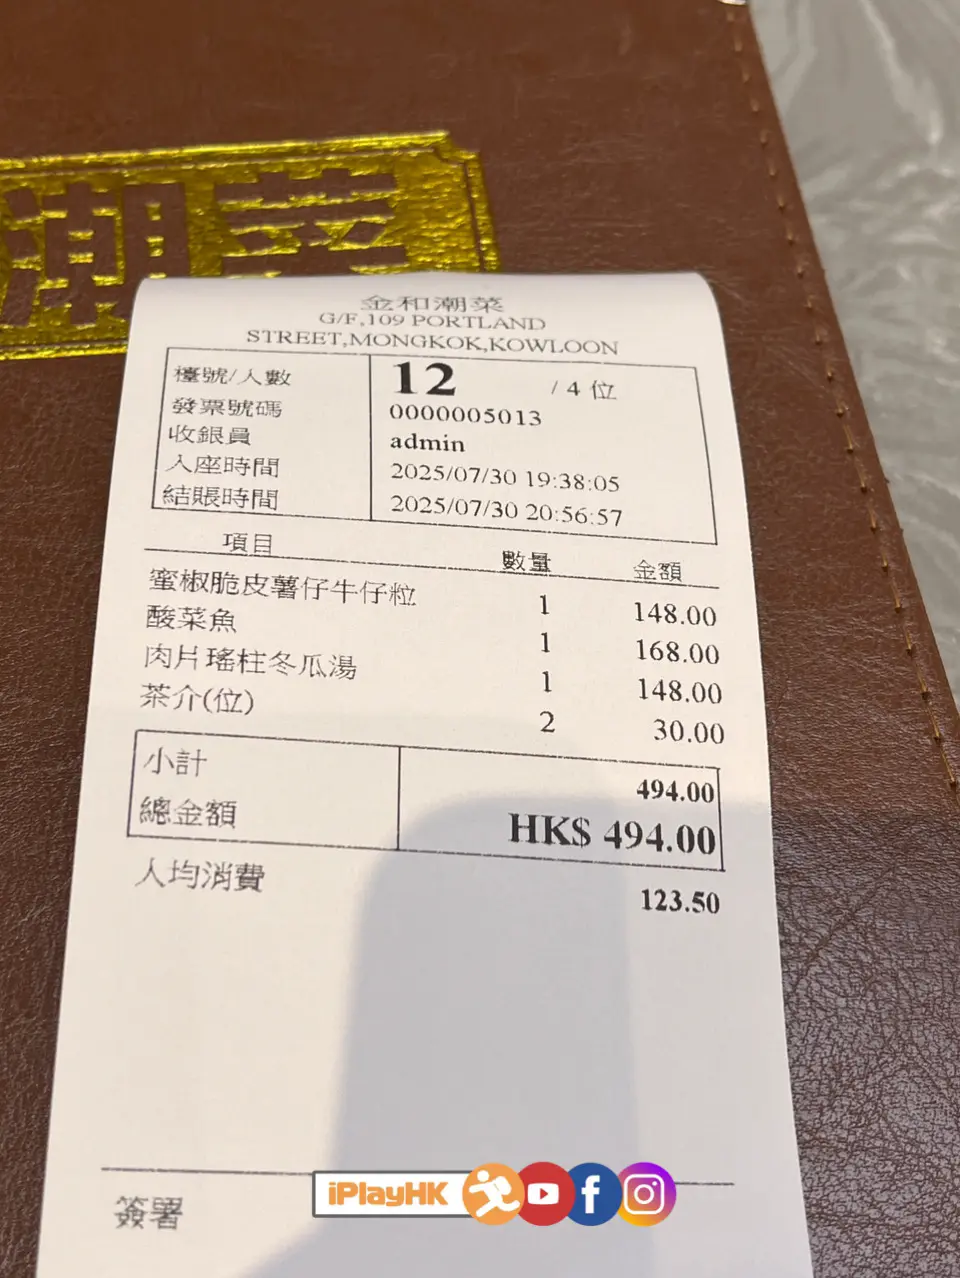 潮菜
金和潮菜
G/F,109 PORTLAND
STREET,MONGKOK,KOWLOON
檯號/人數 12 / 4 位
發票號碼 0000005013
收銀員 admin
入座時間 2025/07/30 19:38:05
結賬時間 2025/07/30 20:56:57
項目 數量 金額
蜜椒脆皮薯仔牛仔粒 1 148.00
酸菜魚 1 168.00
肉片瑤柱冬瓜湯 1 148.00
茶介(位) 2 30.00
小計 494.00
總金額 HK$ 494.00
人均消費 123.50
簽署
iPlayHK